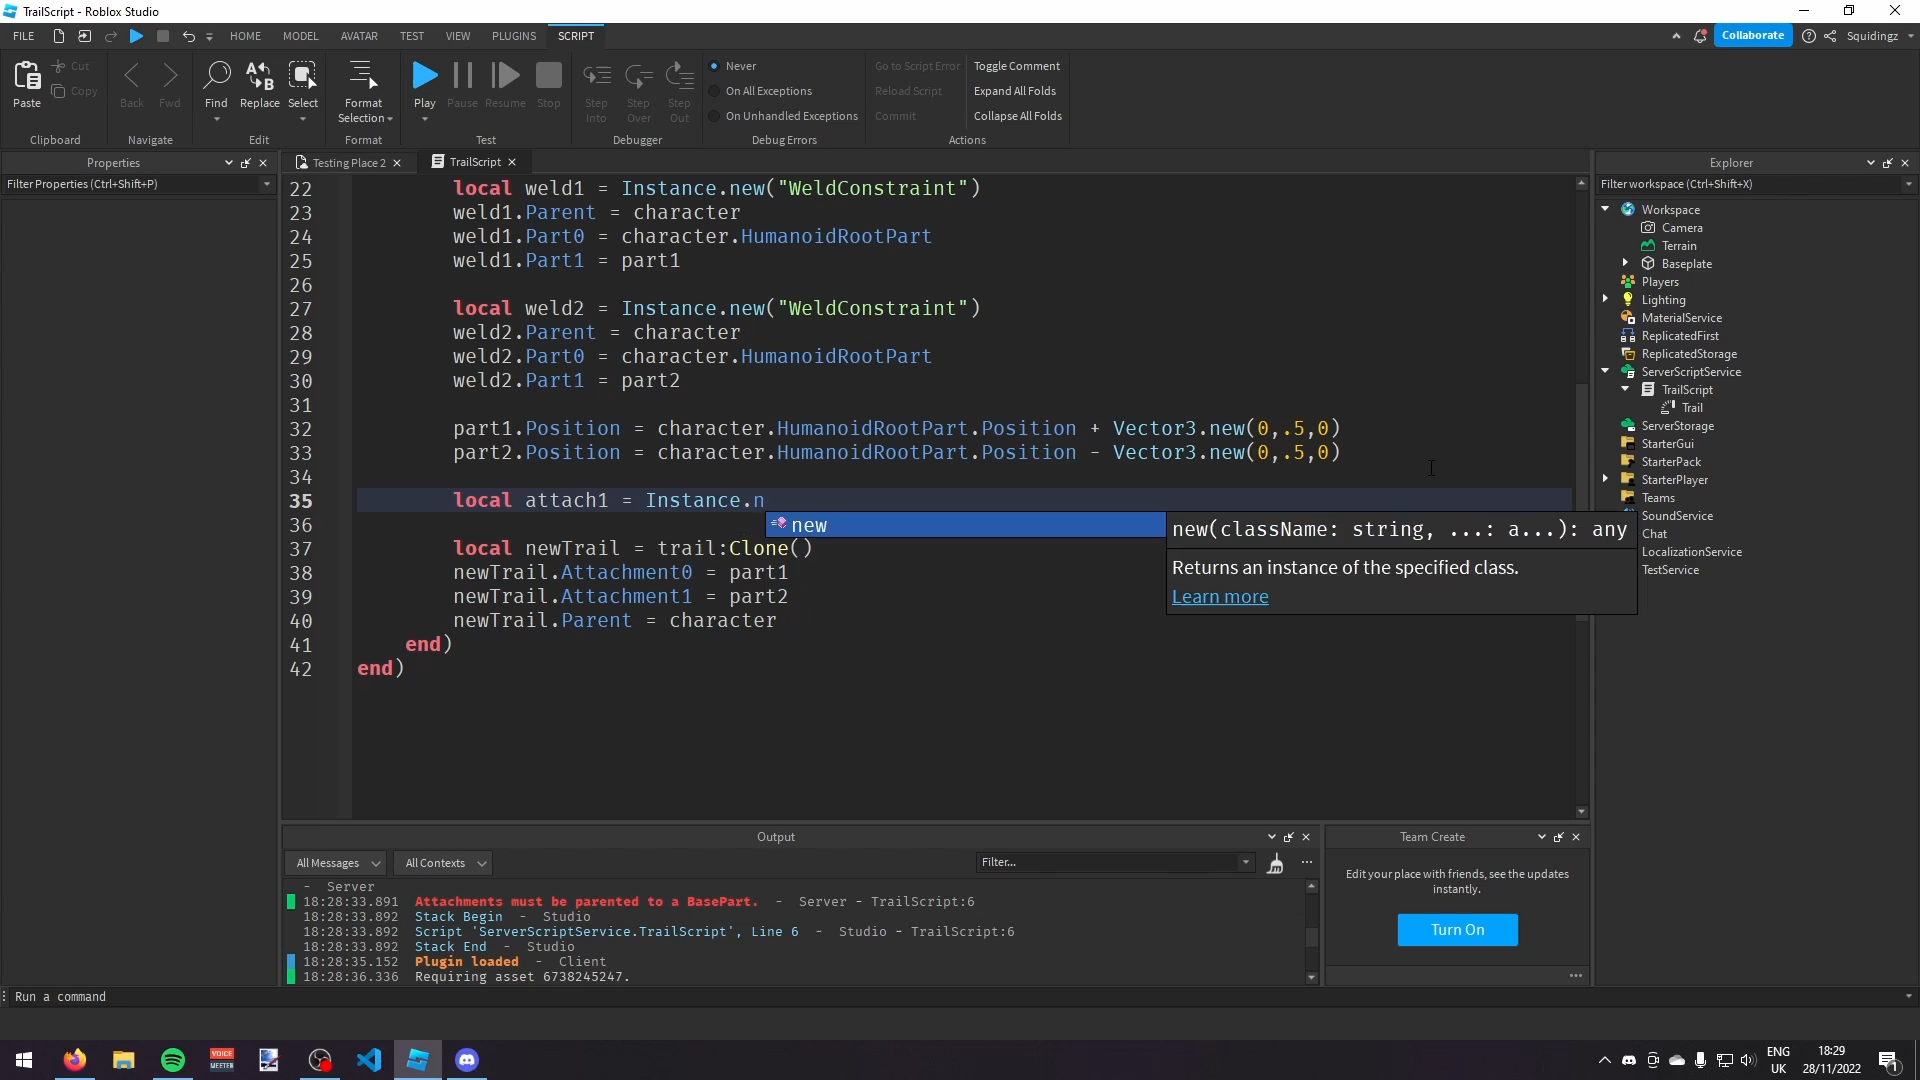 TrailScript - Roblox Studio
FILE HOME MODEL AVATAR TEST VIEW PLUGINS SCRIPT Collaborate Squidingz
Cut
Copy
Paste
Clipboard
Back Fwd
Navigate
Find Replace Select
Edit
Format
Selection
Format
Play Pause Resume Stop
Test
Step
Into
Step
Over
Step
Out
Debugger
Never
On All Exceptions
On Unhandled Exceptions
Debug Errors
Go to Script Error
Reload Script
Commit
Toggle Comment
Expand All Folds
Collapse All Folds
Actions
Properties
Filter Properties (Ctrl+Shift+P)
Testing Place 2 TrailScript
22 local weld1 = Instance.new("WeldConstraint")
23 weld1.Parent = character
24 weld1.Part0 = character.HumanoidRootPart
25 weld1.Part1 = part1
26
27 local weld2 = Instance.new("WeldConstraint")
28 weld2.Parent = character
29 weld2.Part0 = character.HumanoidRootPart
30 weld2.Part1 = part2
31
32 part1.Position = character.HumanoidRootPart.Position + Vector3.new(0,.5,0)
33 part2.Position = character.HumanoidRootPart.Position - Vector3.new(0,.5,0)
34
35 local attach1 = Instance.n
new
new(className: string, ...: a...): any
Returns an instance of the specified class.
Learn more
36
37 local newTrail = trail:Clone()
38 newTrail.Attachment0 = part1
39 newTrail.Attachment1 = part2
40 newTrail.Parent = character
41 end)
42 end)
Explorer
Filter workspace (Ctrl+Shift+X)
Workspace
Camera
Terrain
Baseplate
Players
Lighting
MaterialService
ReplicatedFirst
ReplicatedStorage
ServerScriptService
TrailScript
Trail
ServerStorage
StarterGui
StarterPack
StarterPlayer
Teams
SoundService
Chat
LocalizationService
TestService
Output
All Messages All Contexts Filter...
- Server
18:28:33.891 Attachments must be parented to a BasePart. - Server - TrailScript:6
18:28:33.892 Stack Begin - Studio
18:28:33.892 Script 'ServerScriptService.TrailScript', Line 6 - Studio - TrailScript:6
18:28:33.892 Stack End - Studio
18:28:35.152 Plugin loaded - Client
18:28:36.336 Requiring asset 6738245247.
Team Create
Edit your place with friends, see the updates
instantly.
Turn On
Run a command
VOICE
MEETER
ENG
UK
18:29
28/11/2022
1